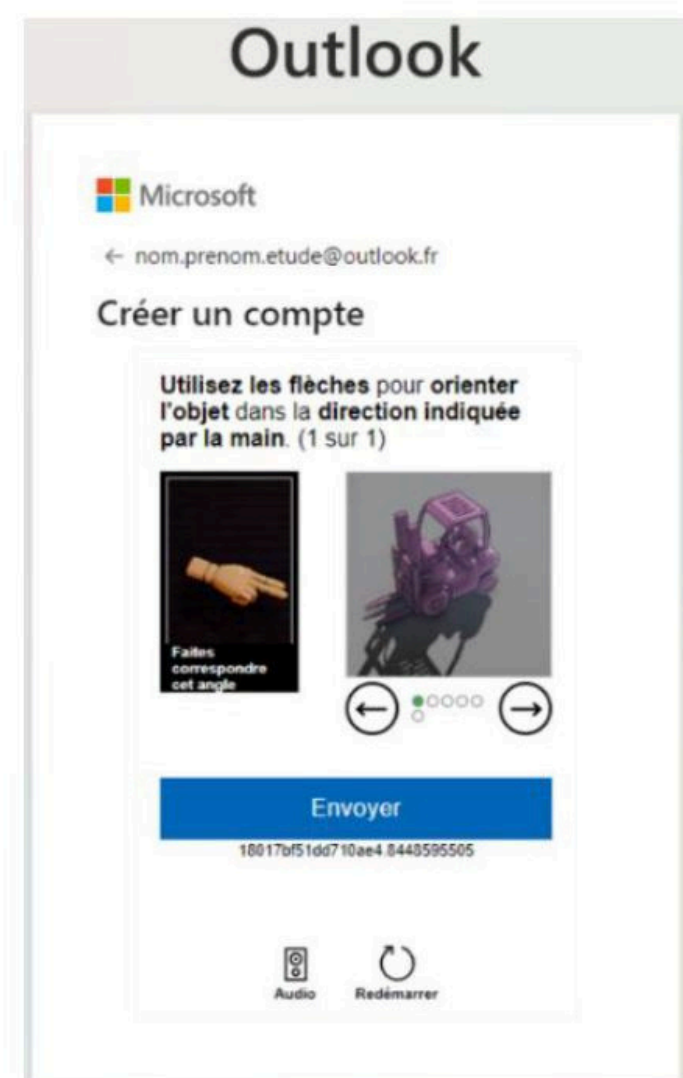 Outlook
Microsoft
← nom.prenom.etude@outlook.fr
Créer un compte
Utilisez les flèches pour orienter
l'objet dans la direction indiquée
par la main. (1 sur 1)
Faites
correspondre
cet angle
Envoyer
18017bf51dd710ae4.8448595505
Audio
Redémarrer